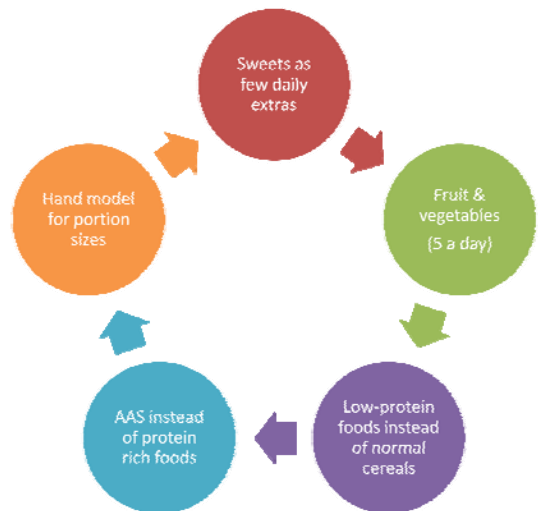 Sweets as
few daily
extras
Fruit &
vegetables
(5 a day)
Low-protein
foods instead
of normal
cereals
AAS instead
of protein
rich foods
Hand model
for portion
sizes